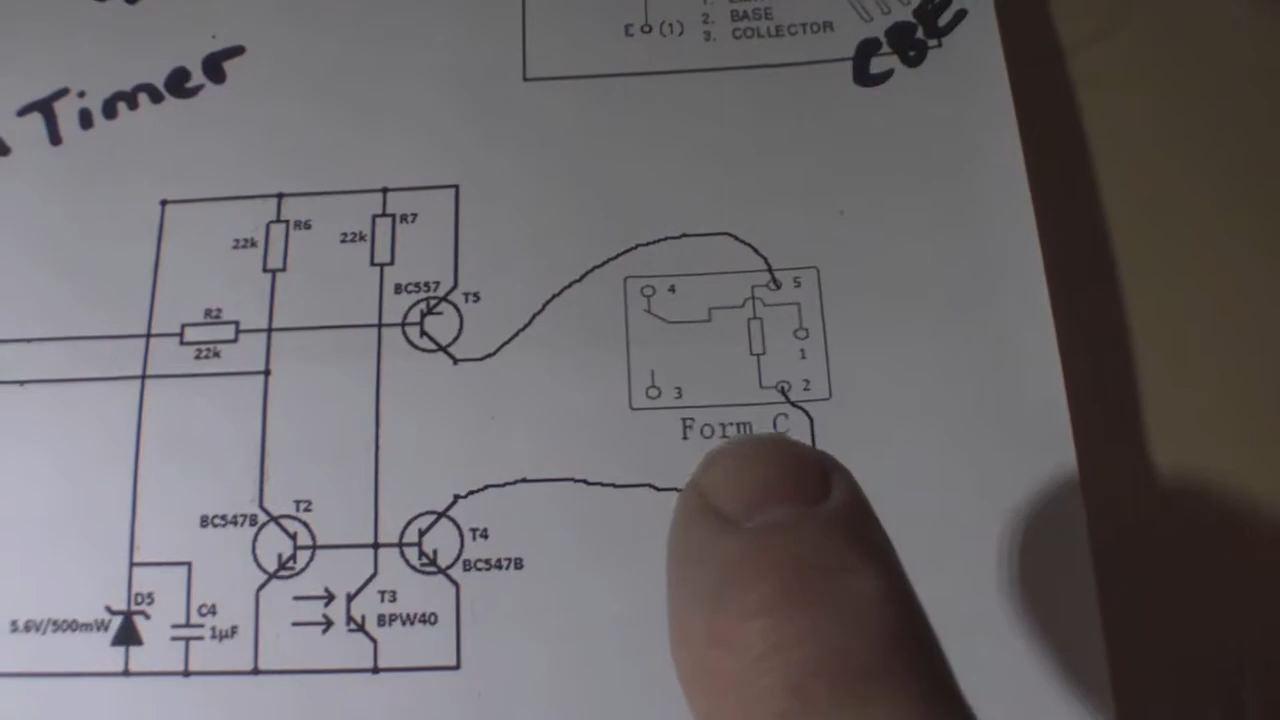 E (1)
2. BASE
3. COLLECTOR
CBE
Timer
R6
22k
R7
22k
BC557
T5
R2
22k
4
5
1
3
2
Form C
T2
BC547B
T4
BC547B
T3
BPW40
D5
5.6V/500mW
C4
1µF